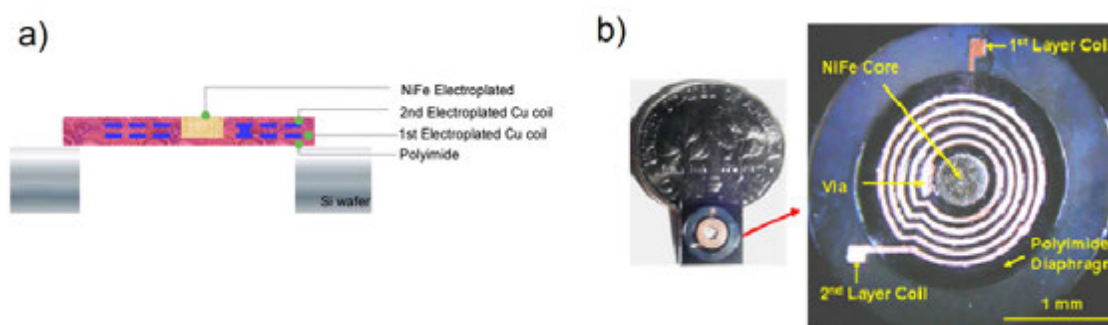 a)
NiFe Electroplated
2nd Electroplated Cu coil
1st Electroplated Cu coil
Polyimide
Si wafer
b)
1st Layer Coil
NiFe Core
Via
Polyimide
Diaphragm
2nd Layer Coil
1 mm